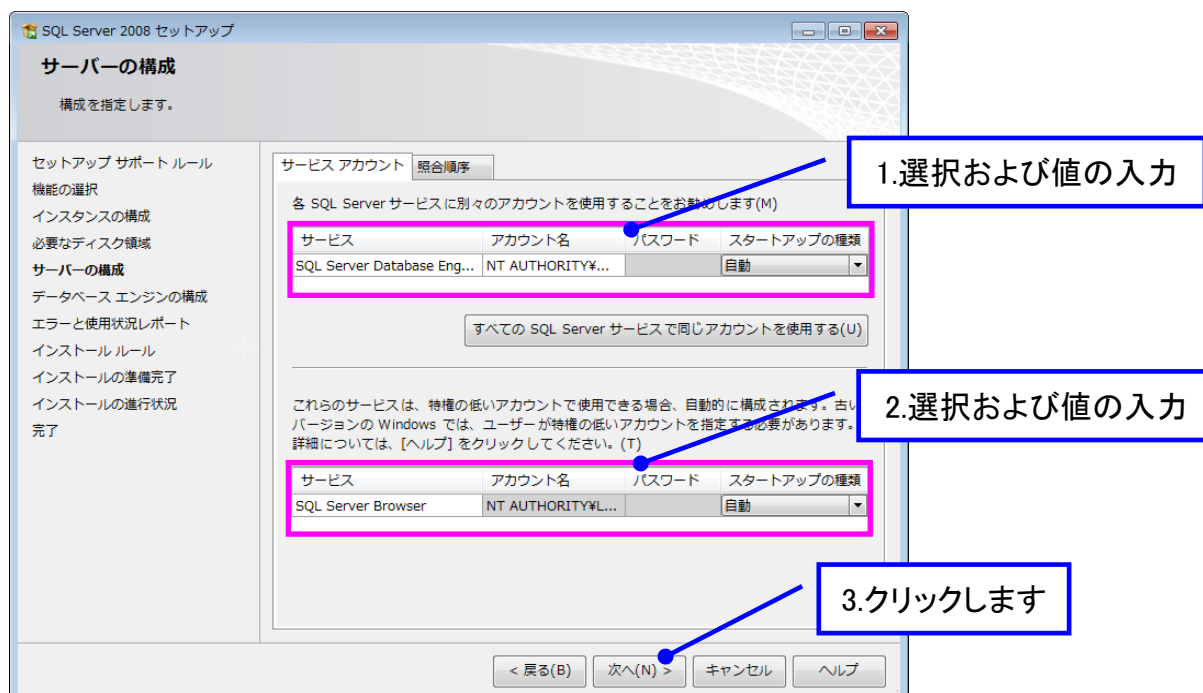 SQL Server 2008 セットアップ
サーバーの構成
構成を指定します。
セットアップ サポート ルール
機能の選択
インスタンスの構成
必要なディスク領域
サーバーの構成
データベース エンジンの構成
エラーと使用状況レポート
インストール ルール
インストールの準備完了
インストールの進行状況
完了
サービス アカウント 照合順序
各 SQL Server サービスに別々のアカウントを使用することをお勧めします(M)
サービス アカウント名 パスワード スタートアップの種類
SQL Server Database Eng... NT AUTHORITY¥... 自動
すべての SQL Server サービスで同じアカウントを使用する(U)
これらのサービスは、特権の低いアカウントで使用できる場合、自動的に構成されます。古い
バージョンの Windows では、ユーザーが特権の低いアカウントを指定する必要があります。
詳細については、[ヘルプ] をクリックしてください。(T)
サービス アカウント名 パスワード スタートアップの種類
SQL Server Browser NT AUTHORITY¥L... 自動
< 戻る(B) 次へ(N) > キャンセル ヘルプ
1.選択および値の入力
2.選択および値の入力
3.クリックします